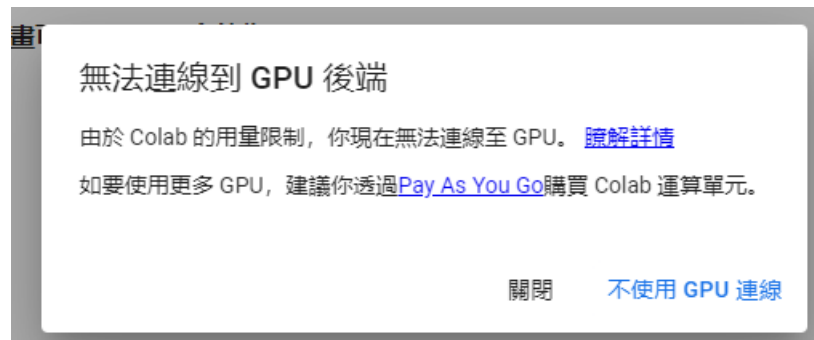 畫
無法連線到 GPU 後端
由於 Colab 的用量限制，你現在無法連線至 GPU。 瞭解詳情
如要使用更多 GPU，建議你透過Pay As You Go購買 Colab 運算單元。
關閉 不使用 GPU 連線